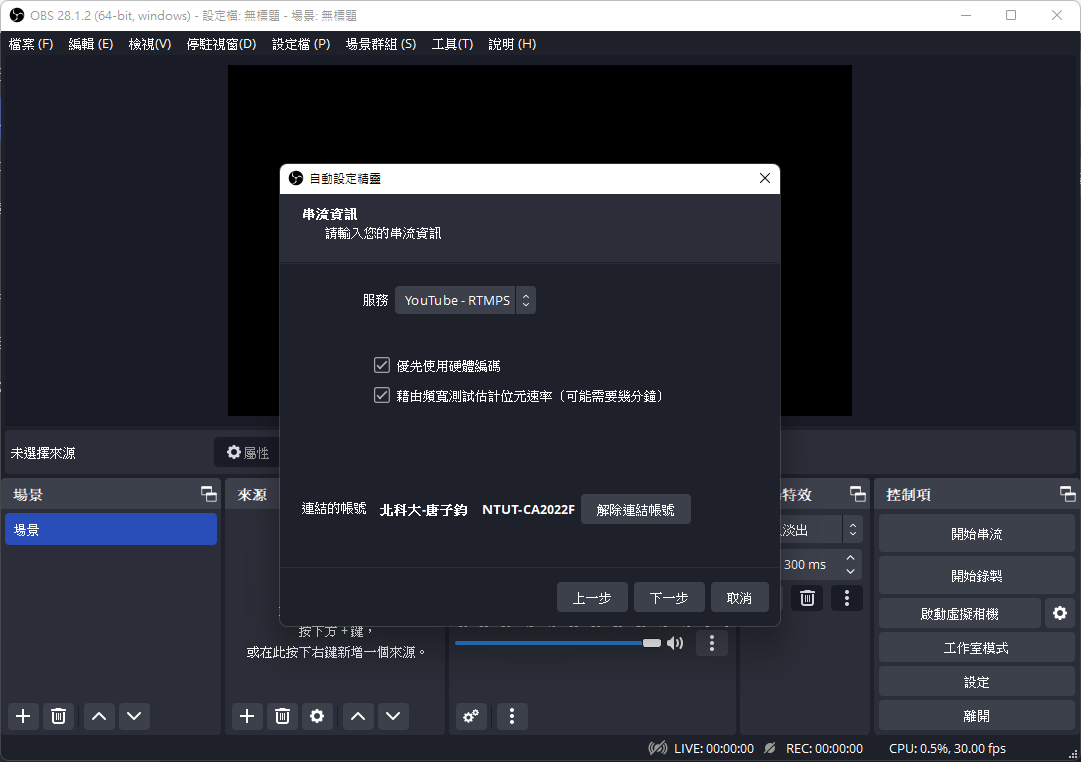 OBS 28.1.2 (64-bit, windows) - 設定檔: 無標題 - 場景: 無標題
檔案 (F) 編輯 (E) 檢視(V) 停駐視窗(D) 設定檔 (P) 場景群組 (S) 工具(T) 說明 (H)
自動設定精靈
串流資訊
請輸入您的串流資訊
服務 YouTube - RTMPS
優先使用硬體編碼
藉由頻寬測試估計位元速率（可能需要幾分鐘）
連結的帳號 北科大-唐子鈞 NTUT-CA2022F 解除連結帳號
上一步 下一步 取消
未選擇來源 屬性
場景 來源 特效 控制項
場景
淡出
300 ms
按下方 + 鍵，
或在此按下右鍵新增一個來源。
開始串流
開始錄製
啟動虛擬相機
工作室模式
設定
離開
LIVE: 00:00:00 REC: 00:00:00 CPU: 0.5%, 30.00 fps